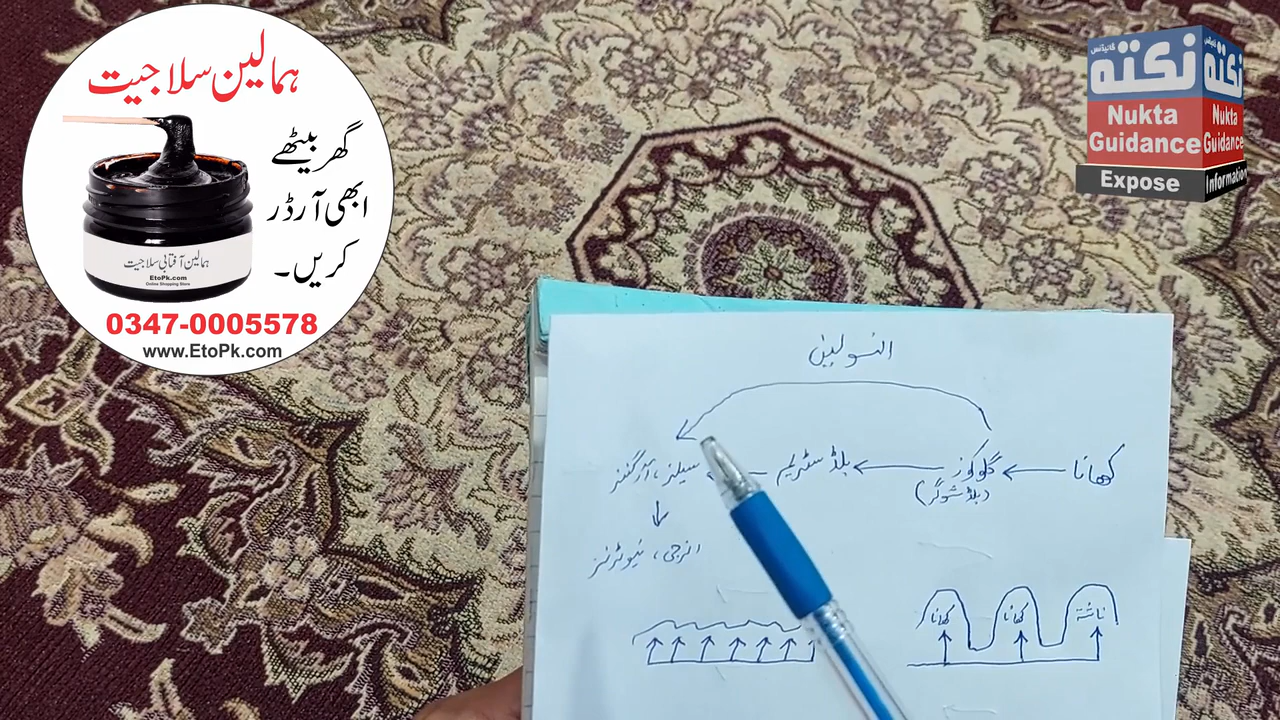 ہمالین سلاجیت
گھر بیٹھے
ابھی آرڈر
کریں۔
ہمالین آفتابی سلاجیت
EtoPk.com
Online Shopping Store
0347-0005578
www.EtoPk.com
نکتہ گائیڈنس
نکتہ گائیڈنس
Nukta Guidance
Nukta Guidance
Expose
Information
انسولین
کھانا گلوکوز بلڈ سٹریم سیلز، آرگنز
(بلڈ شوگر)
انرجی، نیوٹرنز
ناشتہ کھانا کھانا